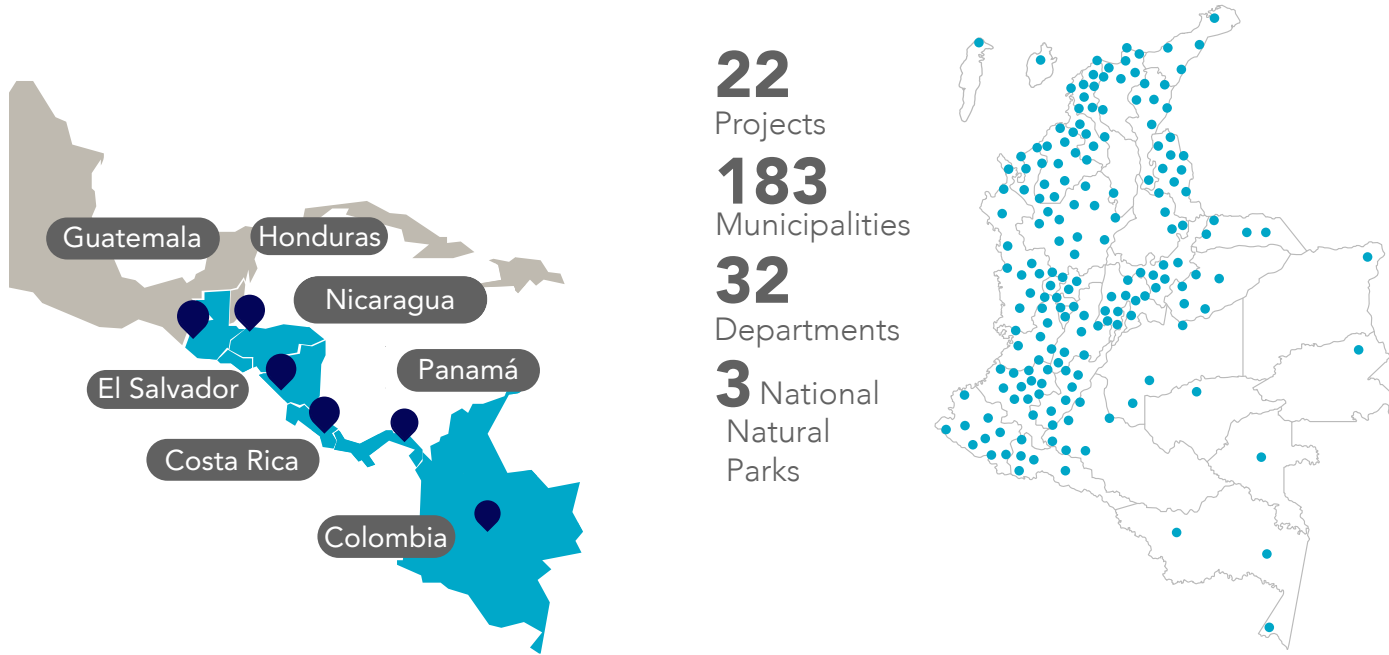 Guatemala
Honduras
Nicaragua
El Salvador
Panamá
Costa Rica
Colombia
22
Projects
183
Municipalities
32
Departments
3 National
Natural
Parks